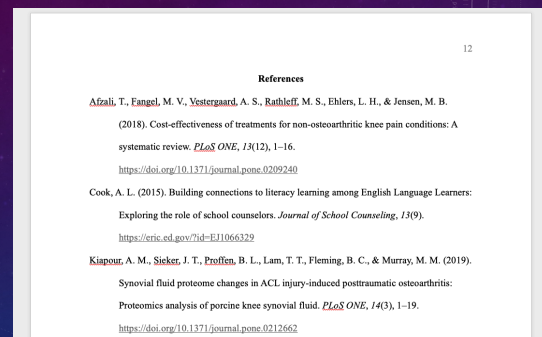 12
References
Afzali, T., Fangel, M. V., Vestergaard, A. S., Rathleff, M. S., Ehlers, L. H., & Jensen, M. B.
(2018). Cost-effectiveness of treatments for non-osteoarthritic knee pain conditions: A
systematic review. PLoS ONE, 13(12), 1–16.
https://doi.org/10.1371/journal.pone.0209240
Cook, A. L. (2015). Building connections to literacy learning among English Language Learners:
Exploring the role of school counselors. Journal of School Counseling, 13(9).
https://eric.ed.gov/?id=EJ1066329
Kiapour, A. M., Sieker, J. T., Proffen, B. L., Lam, T. T., Fleming, B. C., & Murray, M. M. (2019).
Synovial fluid proteome changes in ACL injury-induced posttraumatic osteoarthritis:
Proteomics analysis of porcine knee synovial fluid. PLoS ONE, 14(3), 1–19.
https://doi.org/10.1371/journal.pone.0212662